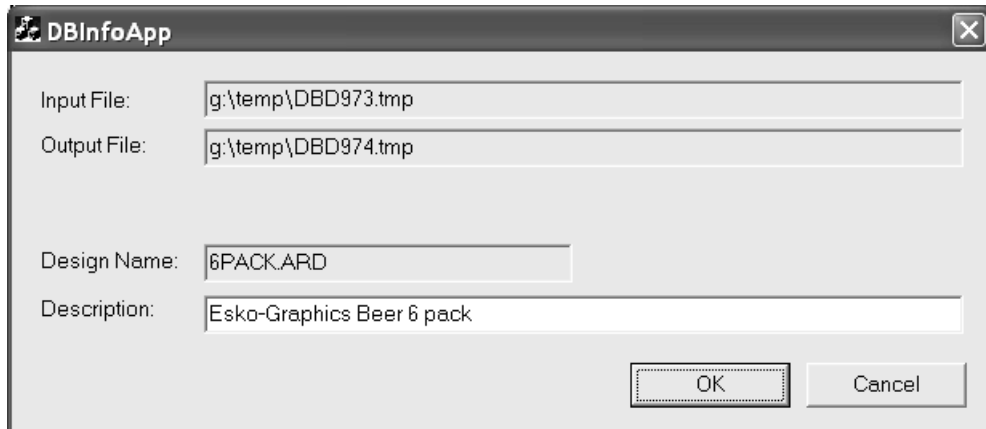 DBInfoApp
Input File: g:\temp\DBD973.tmp
Output File: g:\temp\DBD974.tmp
Design Name: 6PACK.ARD
Description: Esko-Graphics Beer 6 pack
OK Cancel